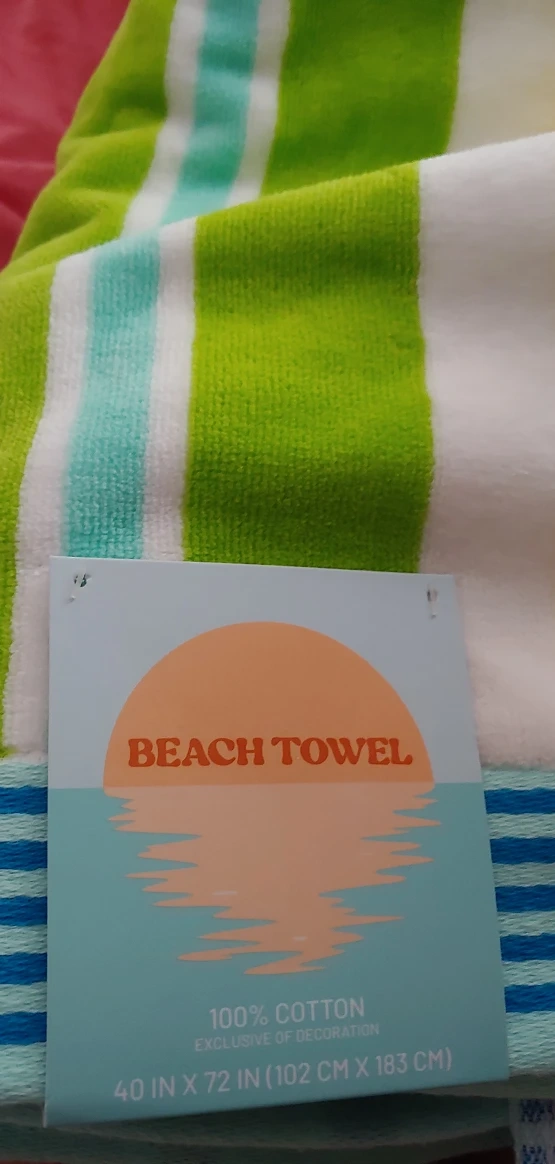 BEACH TOWEL
100% COTTON
EXCLUSIVE OF DECORATION
40 IN X 72 IN (102 CM X 183 CM)